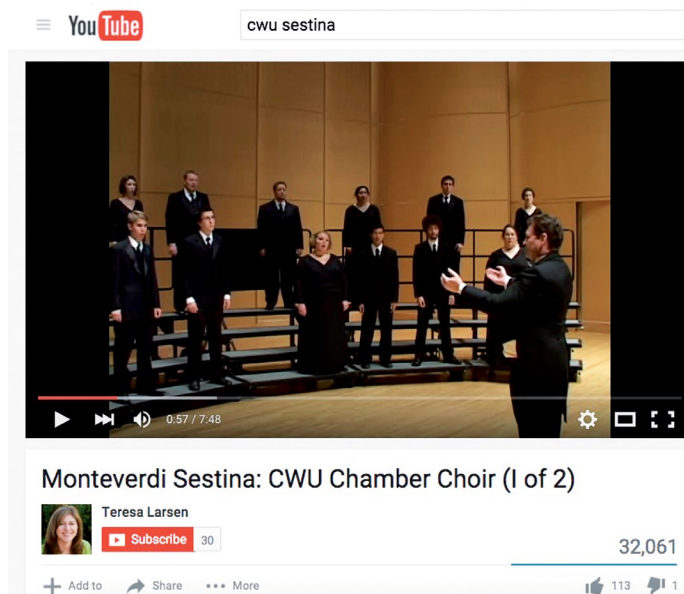 YouTube
cwu sestina
0:57 / 7:48
Monteverdi Sestina: CWU Chamber Choir (I of 2)
Teresa Larsen
Subscribe 30
32,061
Add to Share More
113 1